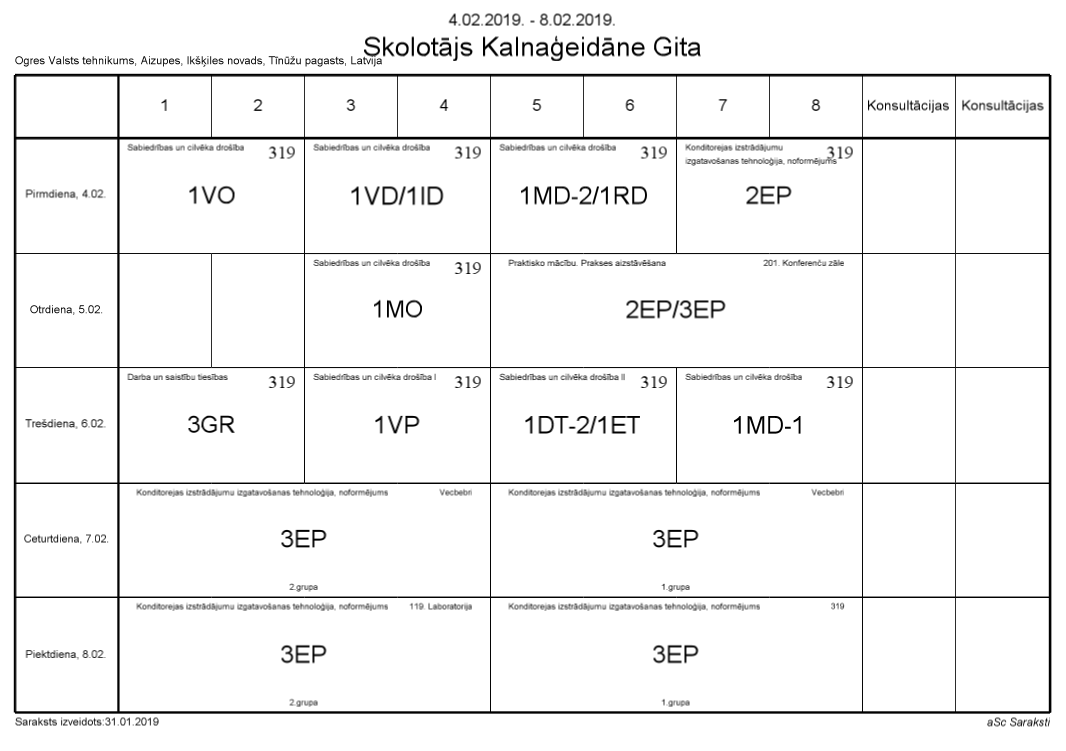 4.02.2019. - 8.02.2019.
Skolotājs Kalnaģeidāne Gita
Ogres Valsts tehnikums, Aizupes, Ikšķiles novads, Tīnūžu pagasts, Latvija
1 2 3 4 5 6 7 8 Konsultācijas Konsultācijas
Pirmdiena, 4.02.
Sabiedrības un cilvēka drošība 319
1VO
Sabiedrības un cilvēka drošība 319
1VD/1ID
Sabiedrības un cilvēka drošība 319
1MD-2/1RD
Konditorejas izstrādājumu
izgatavošanas tehnoloģija, noformējums 319
2EP
Otrdiena, 5.02.
Sabiedrības un cilvēka drošība 319
1MO
Praktisko mācību. Prakses aizstāvēšana 201. Konferenču zāle
2EP/3EP
Trešdiena, 6.02.
Darba un saistību tiesības 319
3GR
Sabiedrības un cilvēka drošība I 319
1VP
Sabiedrības un cilvēka drošība II 319
1DT-2/1ET
Sabiedrības un cilvēka drošība 319
1MD-1
Ceturtdiena, 7.02.
Konditorejas izstrādājumu izgatavošanas tehnoloģija, noformējums Vecbebri
3EP
2.grupa
Konditorejas izstrādājumu izgatavošanas tehnoloģija, noformējums Vecbebri
3EP
1.grupa
Piektdiena, 8.02.
Konditorejas izstrādājumu izgatavošanas tehnoloģija, noformējums 119. Laboratorija
3EP
2.grupa
Konditorejas izstrādājumu izgatavošanas tehnoloģija, noformējums 319
3EP
1.grupa
Saraksts izveidots:31.01.2019
aSc Saraksti